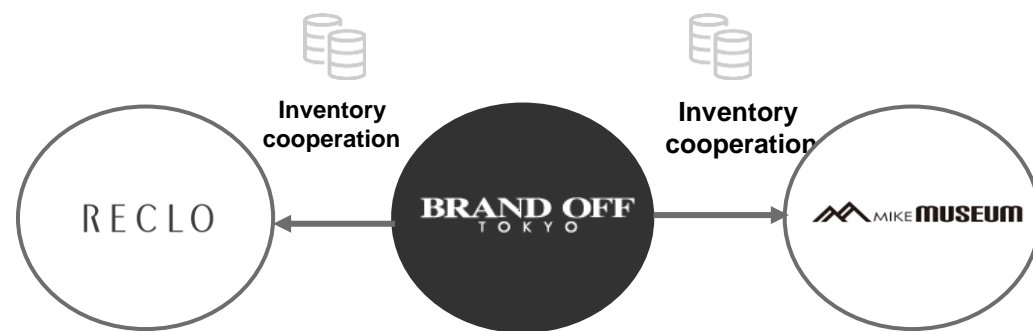 Inventory
cooperation
Inventory
cooperation
RECLO
BRAND OFF
TOKYO
MIKE MUSEUM